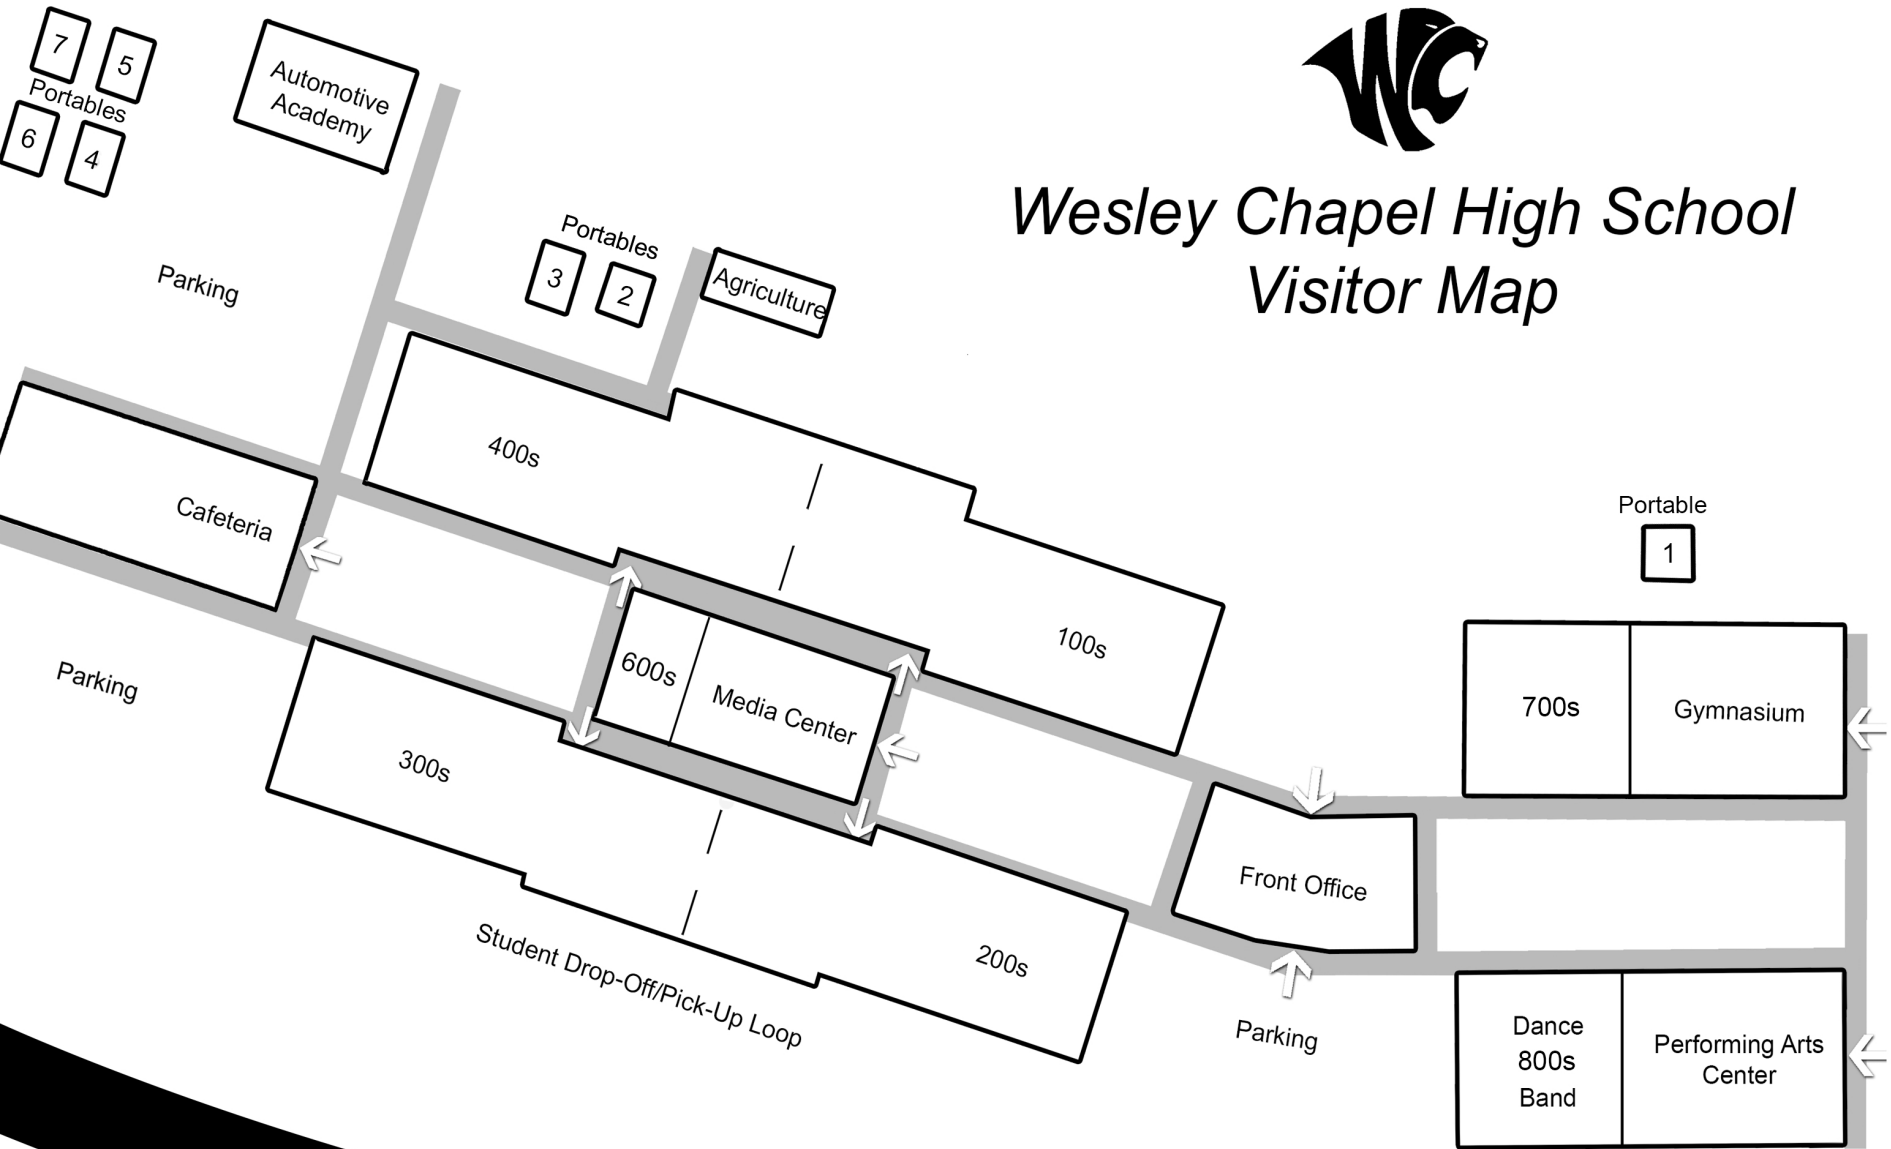 WC
Wesley Chapel High School
Visitor Map
7
5
Portables
6
4
Automotive
Academy
Parking
Portables
3
2
Agriculture
400s
Cafeteria
100s
600s
Media Center
Portable
1
700s
Gymnasium
Parking
300s
Front Office
200s
Student Drop-Off/Pick-Up Loop
Parking
Dance
800s
Band
Performing Arts
Center